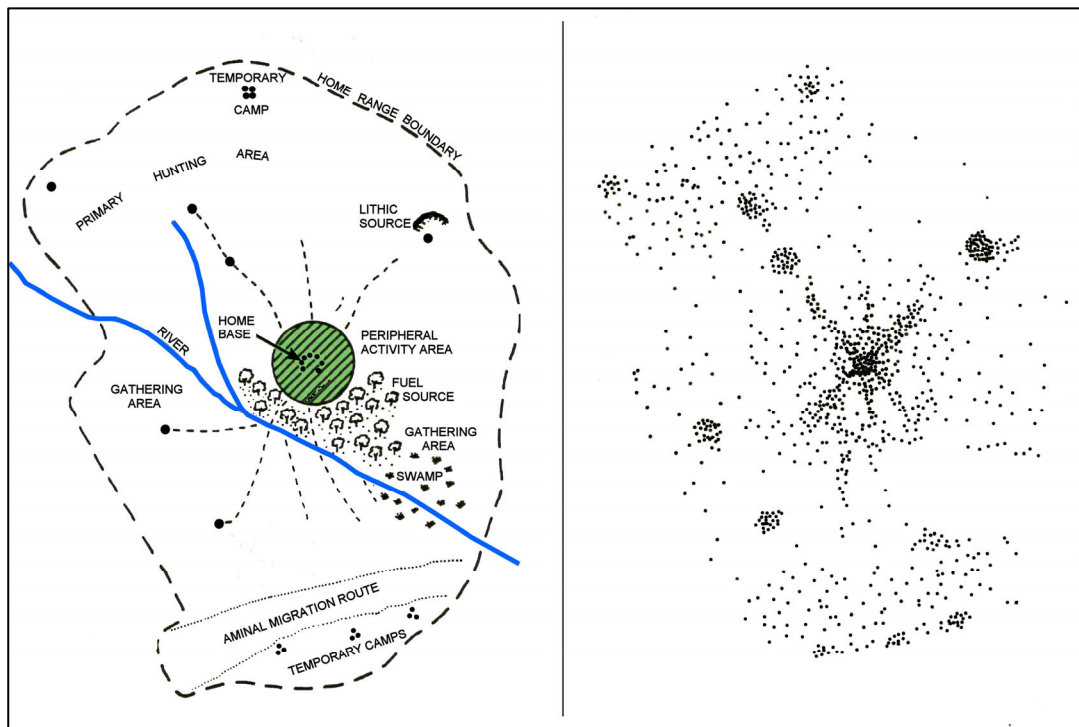 TEMPORARY
CAMP
HOME RANGE BOUNDARY
PRIMARY HUNTING AREA
LITHIC
SOURCE
HOME
BASE
RIVER
PERIPHERAL
ACTIVITY AREA
FUEL
SOURCE
GATHERING
AREA
GATHERING
AREA
SWAMP
AMINAL MIGRATION ROUTE
TEMPORARY CAMPS